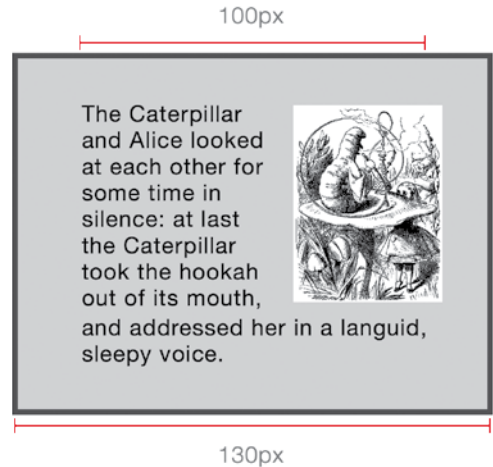 100px
The Caterpillar
and Alice looked
at each other for
some time in
silence: at last
the Caterpillar
took the hookah
out of its mouth,
and addressed her in a languid,
sleepy voice.
130px